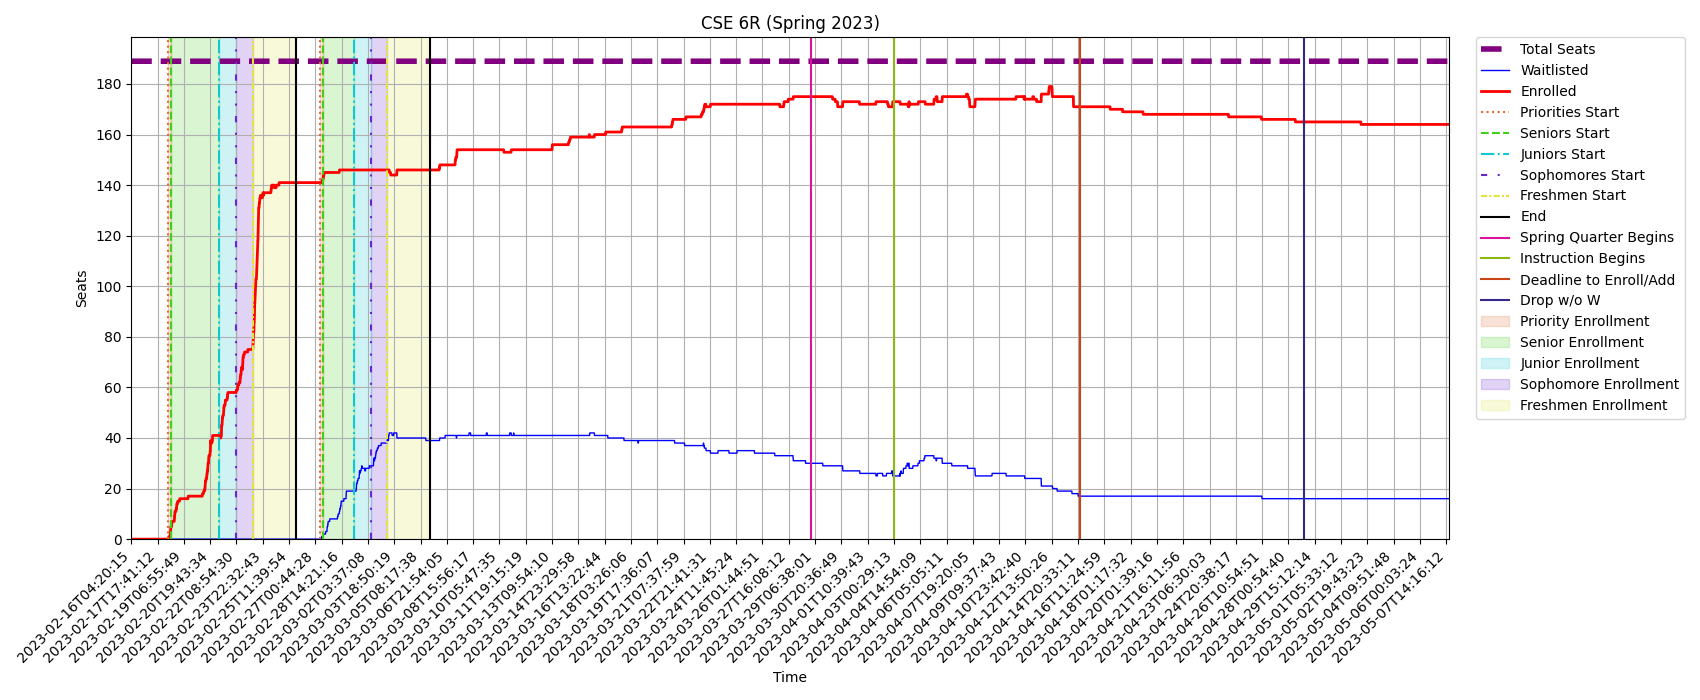 CSE 6R (Spring 2023)
Seats
180
160
140
120
100
80
60
40
20
0
2023-02-16T04:20:15
2023-02-17T17:41:12
2023-02-19T06:55:49
2023-02-20T19:43:34
2023-02-22T08:54:30
2023-02-23T22:32:43
2023-02-25T11:39:54
2023-02-27T00:44:28
2023-02-28T14:21:16
2023-03-02T03:37:08
2023-03-03T18:50:19
2023-03-05T08:17:38
2023-03-06T21:54:05
2023-03-08T15:56:17
2023-03-10T05:47:35
2023-03-11T19:15:19
2023-03-13T09:54:10
2023-03-14T23:29:58
2023-03-16T13:22:44
2023-03-18T03:26:06
2023-03-19T17:36:07
2023-03-21T07:37:59
2023-03-22T21:41:31
2023-03-24T11:45:24
2023-03-26T01:44:51
2023-03-27T16:08:12
2023-03-29T06:38:01
2023-03-30T20:36:49
2023-04-01T10:39:43
2023-04-03T00:29:13
2023-04-04T14:54:09
2023-04-06T05:05:11
2023-04-07T19:20:05
2023-04-09T09:37:43
2023-04-10T23:42:40
2023-04-12T13:50:26
2023-04-14T20:33:11
2023-04-16T11:24:59
2023-04-18T01:17:32
2023-04-20T01:39:16
2023-04-21T16:11:56
2023-04-23T06:30:03
2023-04-24T20:38:17
2023-04-26T10:54:51
2023-04-28T00:54:40
2023-04-29T15:12:14
2023-05-01T05:33:12
2023-05-02T19:43:23
2023-05-04T09:51:48
2023-05-06T00:03:24
2023-05-07T14:16:12
Time
Total Seats
Waitlisted
Enrolled
Priorities Start
Seniors Start
Juniors Start
Sophomores Start
Freshmen Start
End
Spring Quarter Begins
Instruction Begins
Deadline to Enroll/Add
Drop w/o W
Priority Enrollment
Senior Enrollment
Junior Enrollment
Sophomore Enrollment
Freshmen Enrollment